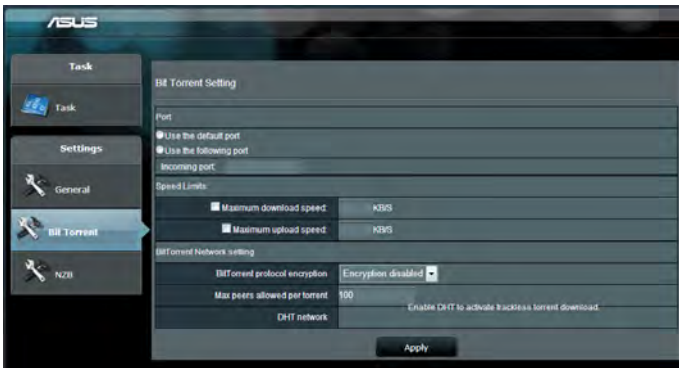 ASUS
Task
Task
Settings
General
Bit Torrent
NZB
Bit Torrent Setting
Port
Use the default port
Use the following port
Incoming port:
Speed Limits:
Maximum download speed: KB/S
Maximum upload speed: KB/S
BitTorrent Network setting
BitTorrent protocol encryption Encryption disabled
Max peers allowed per torrent 100
DHT network Enable DHT to activate trackless torrent download.
Apply